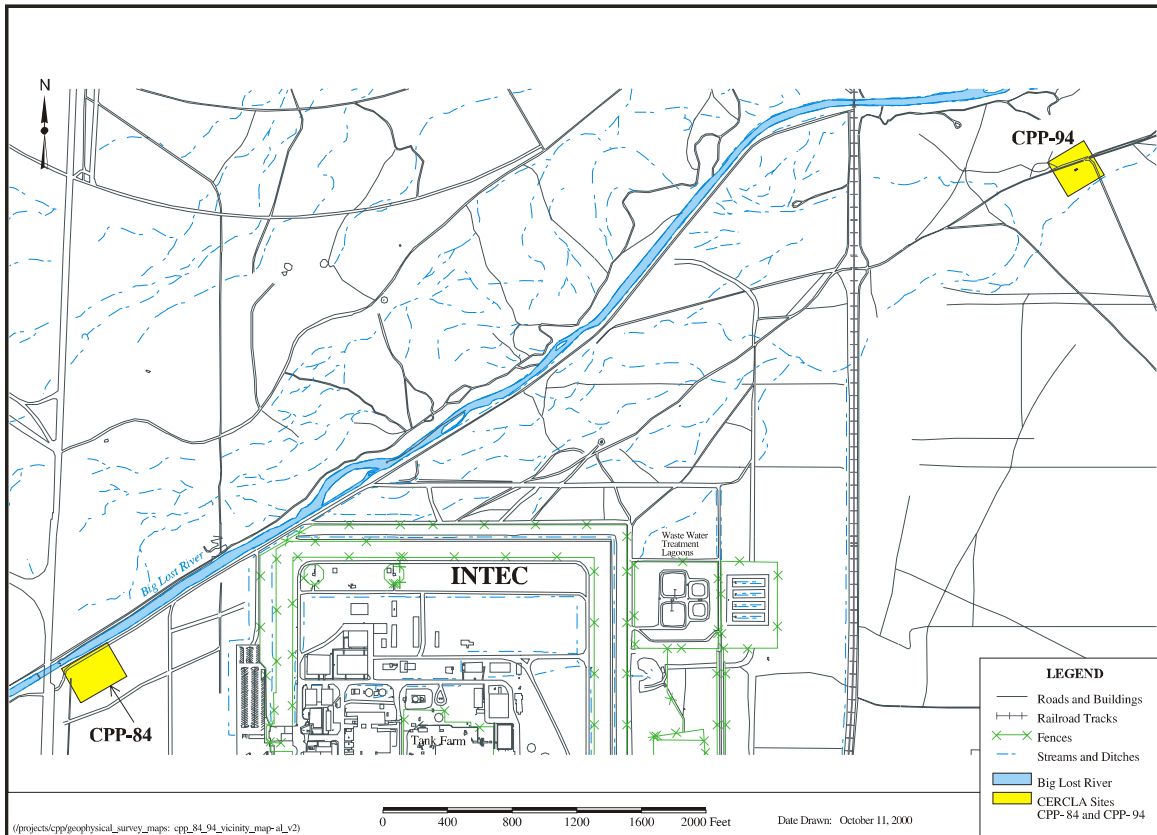 N
CPP-94
Waste Water
Treatment
Lagoons
INTEC
Big Lost River
CPP-84
Tank Farm
LEGEND
Roads and Buildings
Railroad Tracks
Fences
Streams and Ditches
Big Lost River
CERCLA Sites
CPP- 84 and CPP- 94
0 400 800 1200 1600 2000 Feet
Date Drawn: October 11, 2000
(/projects/cpp/geophysical_survey_maps: cpp_84_94_vicinity_map- al_v2)